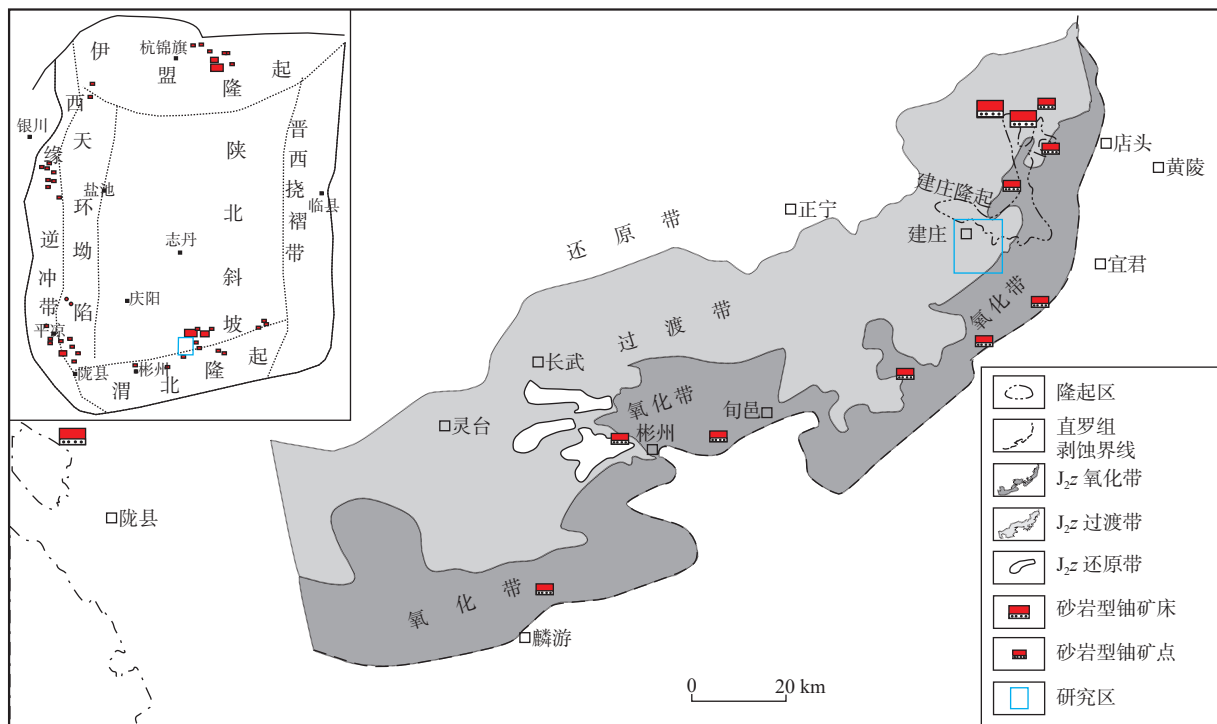 伊盟隆起
杭锦旗
西缘逆冲带
天环坳陷
陕北斜坡
晋西挠褶带
渭北隆起
银川
盐池
临县
志丹
庆阳
平凉
陇县
彬州
店头
黄陵
建庄隆起
正宁
建庄
宜君
还原带
过渡带
氧化带
长武
氧化带
旬邑
灵台
彬州
陇县
氧化带
麟游
0 20 km
隆起区
直罗组
剥蚀界线
J₂z 氧化带
J₂z 过渡带
J₂z 还原带
砂岩型铀矿床
砂岩型铀矿点
研究区